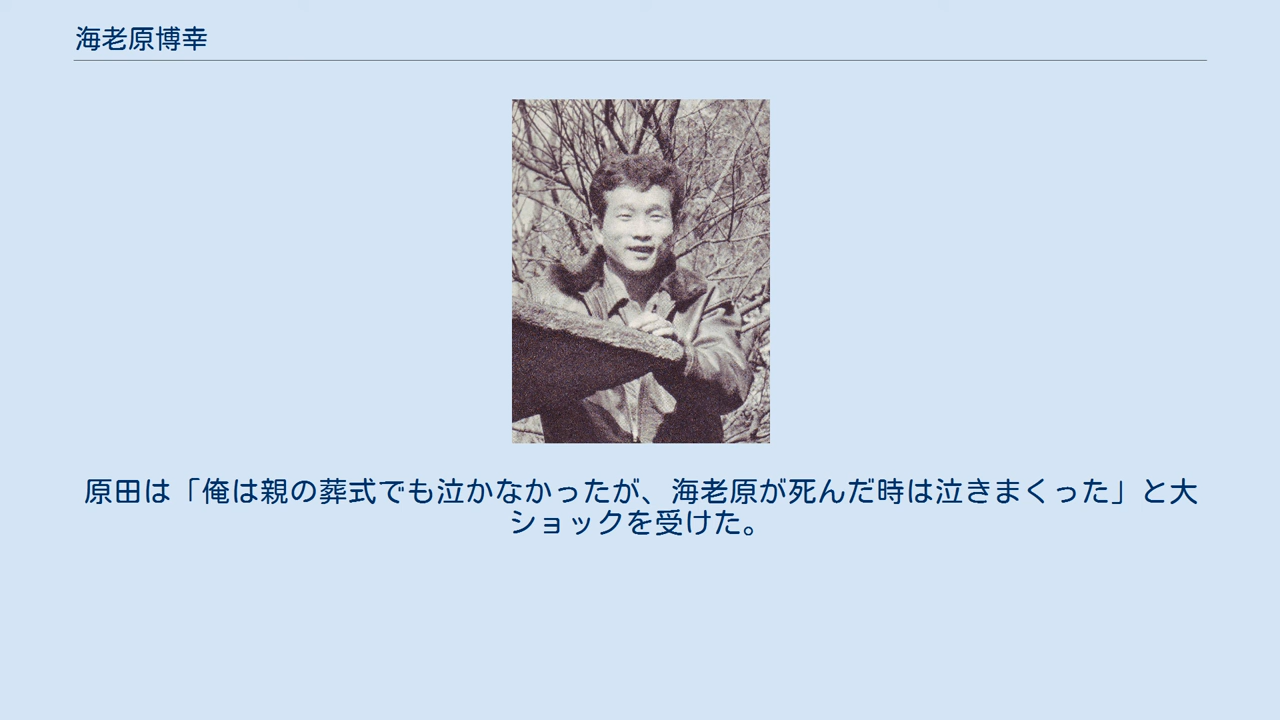 海老原博幸
原田は「俺は親の葬式でも泣かなかったが、海老原が死んだ時は泣きまくった」と大
ショックを受けた。